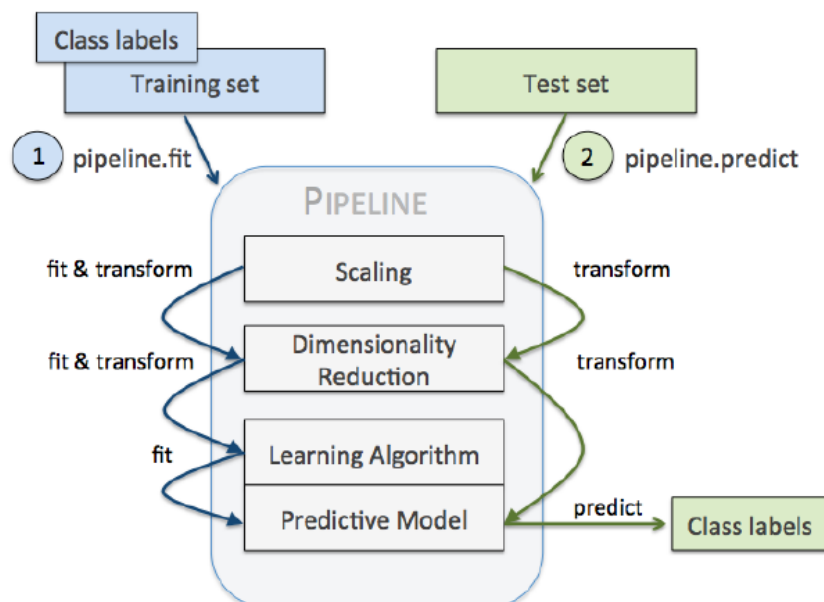 Class labels
Training set
Test set
1 pipeline.fit
2 pipeline.predict
PIPELINE
fit & transform
Scaling
transform
fit & transform
Dimensionality
Reduction
transform
fit
Learning Algorithm
Predictive Model
predict
Class labels